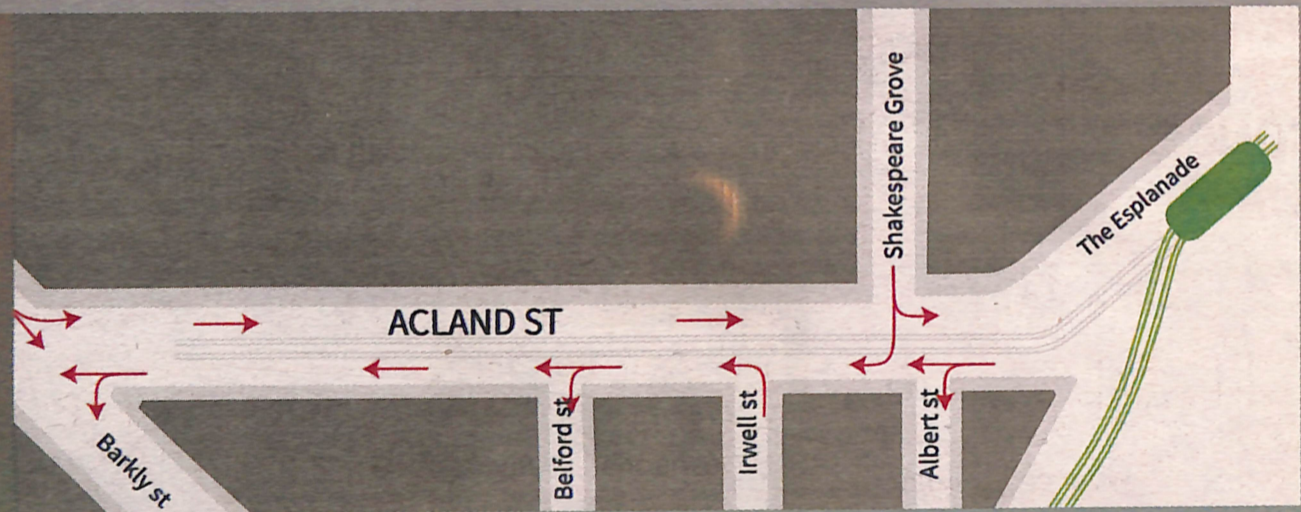 Shakespeare Grove
The Esplanade
ACLAND ST
Barkly st
Belford st
Irwell st
Albert st